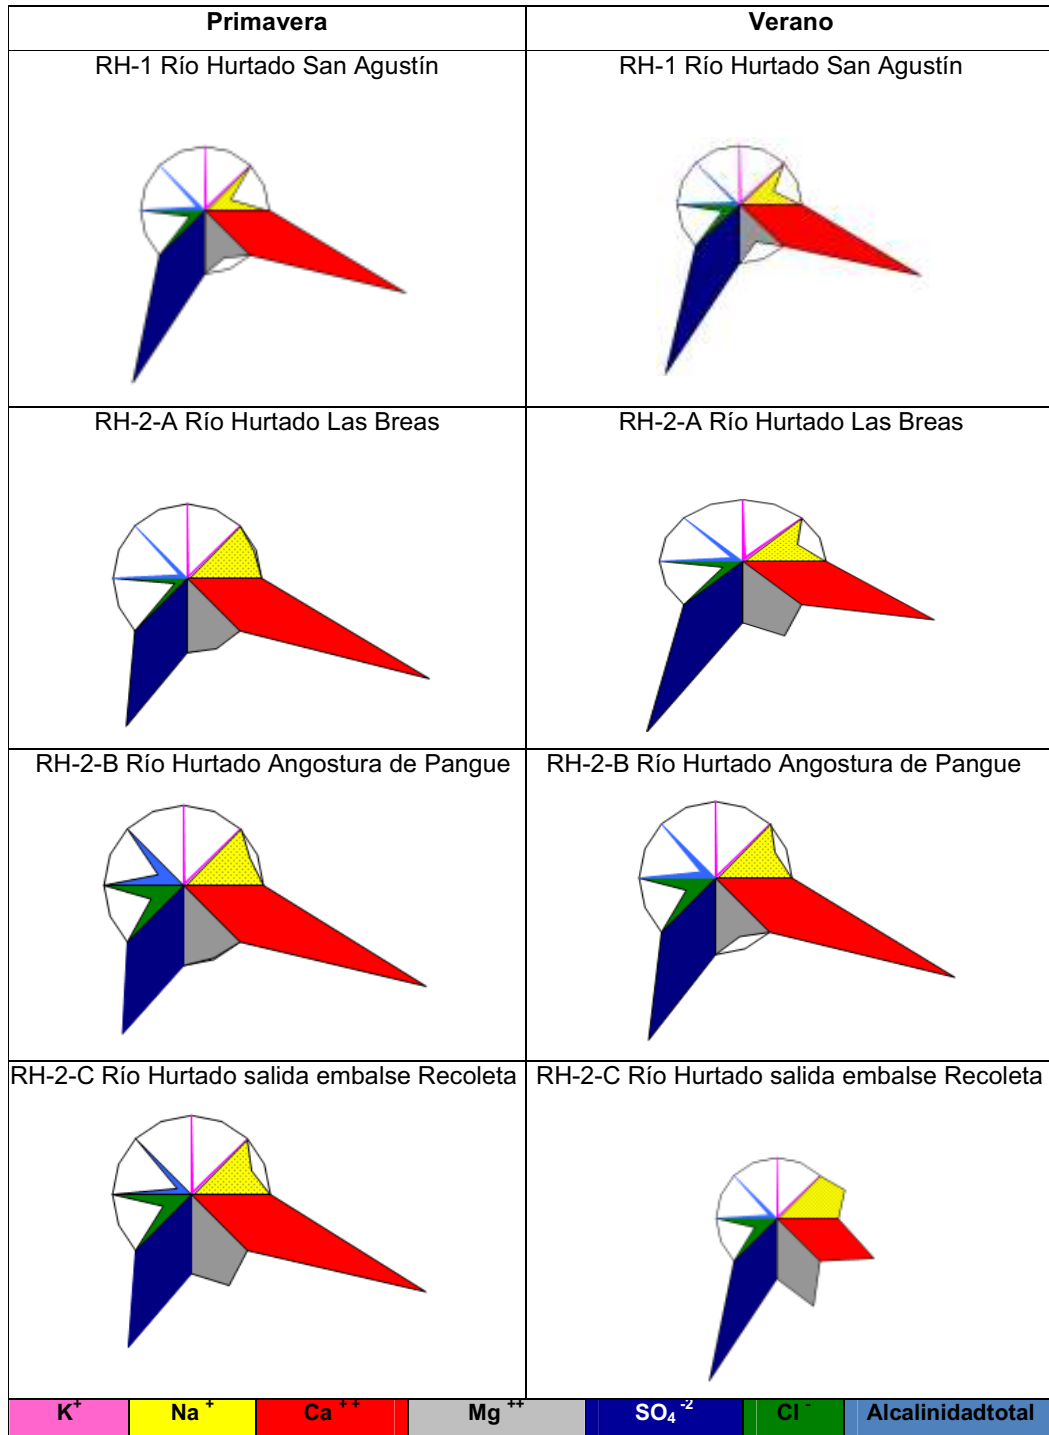 Primavera Verano
RH-1 Río Hurtado San Agustín RH-1 Río Hurtado San Agustín
RH-2-A Río Hurtado Las Breas RH-2-A Río Hurtado Las Breas
RH-2-B Río Hurtado Angostura de Pangue RH-2-B Río Hurtado Angostura de Pangue
RH-2-C Río Hurtado salida embalse Recoleta RH-2-C Río Hurtado salida embalse Recoleta
K⁺ Na⁺ Ca⁺⁺ Mg⁺⁺ SO₄⁻² Cl⁻ Alcalinidadtotal